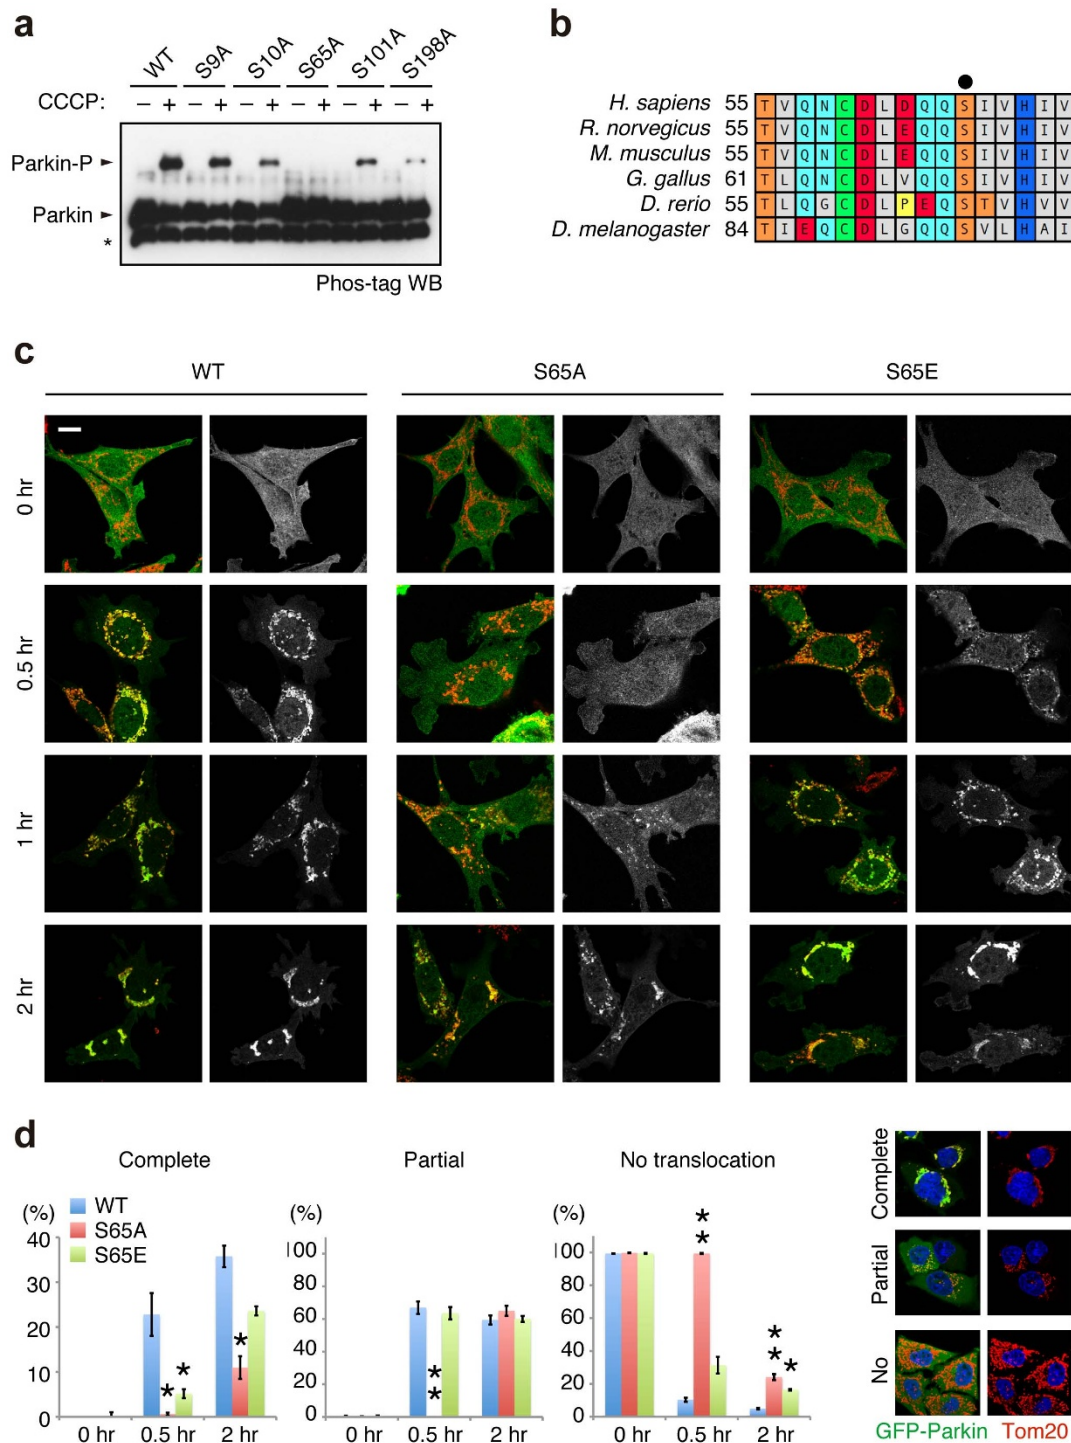 a
WT S9A S10A S65A S101A S198A
CCCP: − + − + − + − + − + − +
Parkin-P
Parkin
*
Phos-tag WB
b
H. sapiens 55 T V Q N C D L D Q Q S I V H I V
R. norvegicus 55 T V Q N C D L E Q Q S I V H I V
M. musculus 55 T V Q N C D L E Q Q S I V H I V
G. gallus 61 T L Q N C D L V Q Q S I V H I V
D. rerio 55 T L Q G C D L P E Q S T V H V V
D. melanogaster 84 T I E Q C D L G Q Q S V L H A I
c
WT S65A S65E
0 hr
0.5 hr
1 hr
2 hr
d
Complete Partial No translocation
WT
S65A
S65E
(%) (%) (%)
40 100 100
30 80 80
20 60 60
10 40 40
0 20 20
0 0
* * *
* *
* * * * *
0 hr 0.5 hr 2 hr 0 hr 0.5 hr 2 hr 0 hr 0.5 hr 2 hr
Complete
Partial
No
GFP-Parkin Tom20